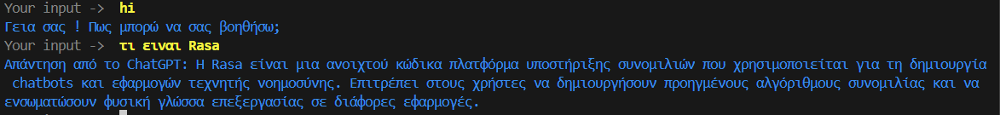 Your input -> hi
Γεια σας ! Πως μπορώ να σας βοηθήσω;
Your input -> τι ειναι Rasa
Απάντηση από το ChatGPT: Η Rasa είναι μια ανοιχτού κώδικα πλατφόρμα υποστήριξης συνομιλιών που χρησιμοποιείται για τη δημιουργία
chatbots και εφαρμογών τεχνητής νοημοσύνης. Επιτρέπει στους χρήστες να δημιουργήσουν προηγμένους αλγόριθμους συνομιλίας και να
ενσωματώσουν φυσική γλώσσα επεξεργασίας σε διάφορες εφαρμογές.